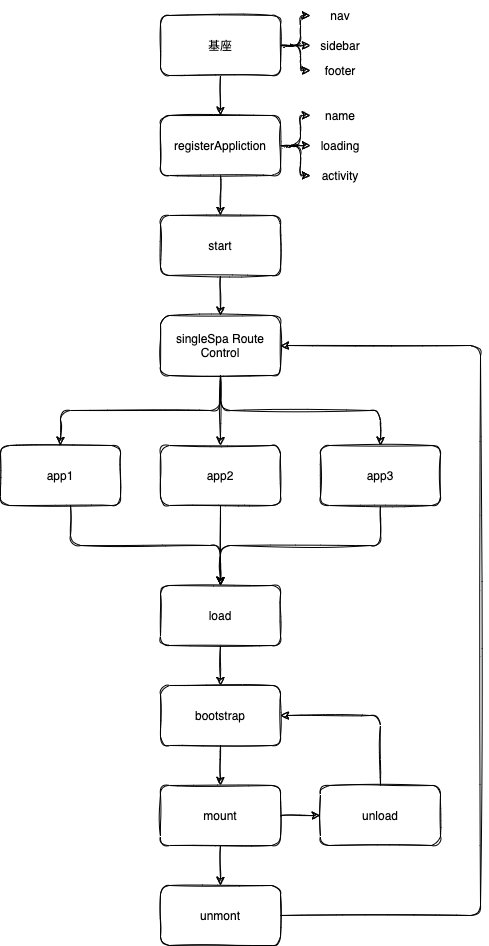 nav
基座
sidebar
footer
name
registerAppliction
loading
activity
start
singleSpa Route
Control
app1
app2
app3
load
bootstrap
mount
unload
unmont